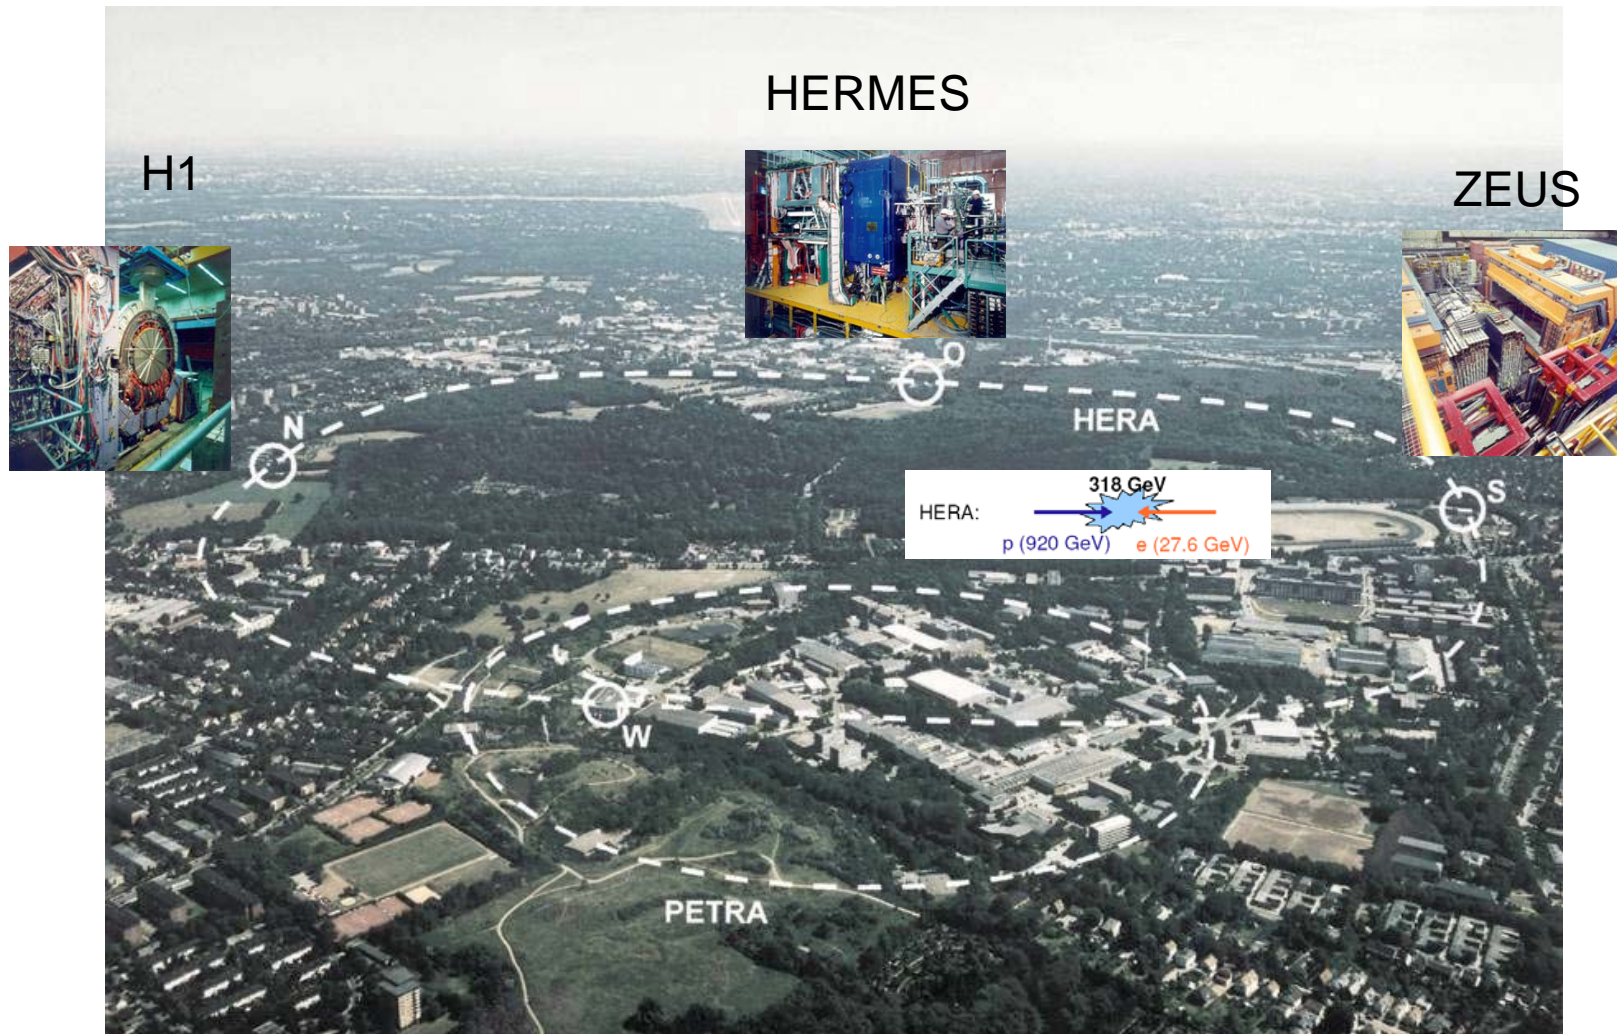 HERMES
H1
ZEUS
O
HERA
N
318 GeV
S
HERA:
p (920 GeV) e (27.6 GeV)
W
PETRA